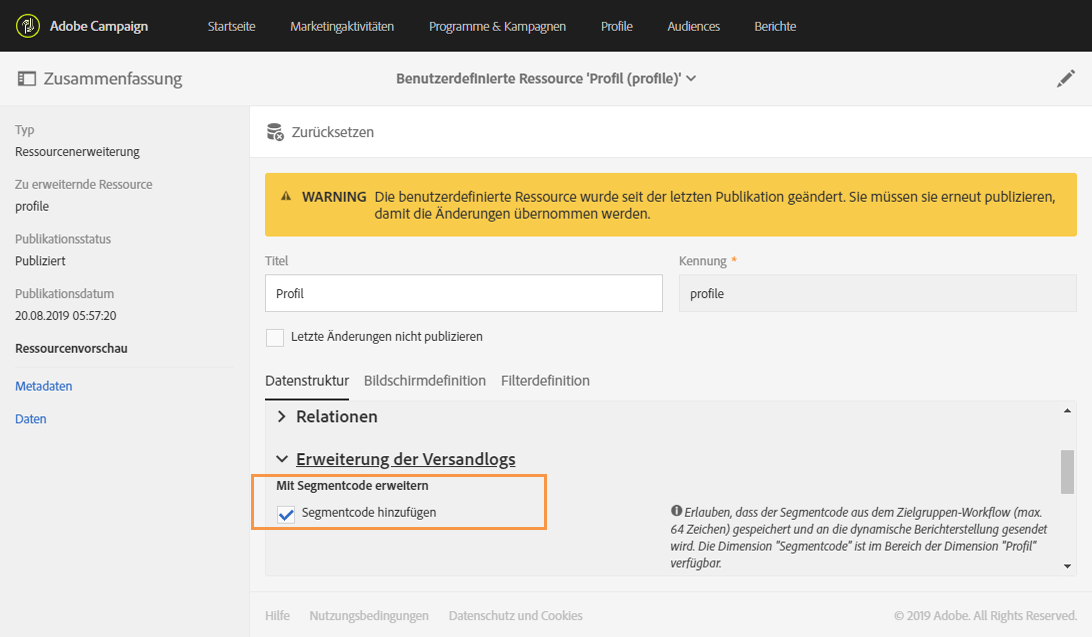 Adobe Campaign
Startseite
Marketingaktivitäten
Programme & Kampagnen
Profile
Audiences
Berichte
Zusammenfassung
Benutzerdefinierte Ressource 'Profil (profile)'
Typ
Ressourcenerweiterung
Zu erweiternde Ressource
profile
Publikationsstatus
Publiziert
Publikationsdatum
20.08.2019 05:57:20
Ressourcenvorschau
Metadaten
Daten
Zurücksetzen
WARNING Die benutzerdefinierte Ressource wurde seit der letzten Publikation geändert. Sie müssen sie erneut publizieren,
damit die Änderungen übernommen werden.
Titel
Profil
Kennung *
profile
Letzte Änderungen nicht publizieren
Datenstruktur
Bildschirmdefinition
Filterdefinition
Relationen
Erweiterung der Versandlogs
Mit Segmentcode erweitern
Segmentcode hinzufügen
Erlauben, dass der Segmentcode aus dem Zielgruppen-Workflow (max.
64 Zeichen) gespeichert und an die dynamische Berichterstellung gesendet
wird. Die Dimension "Segmentcode" ist im Bereich der Dimension "Profil"
verfügbar.
Hilfe
Nutzungsbedingungen
Datenschutz und Cookies
© 2019 Adobe. All Rights Reserved.